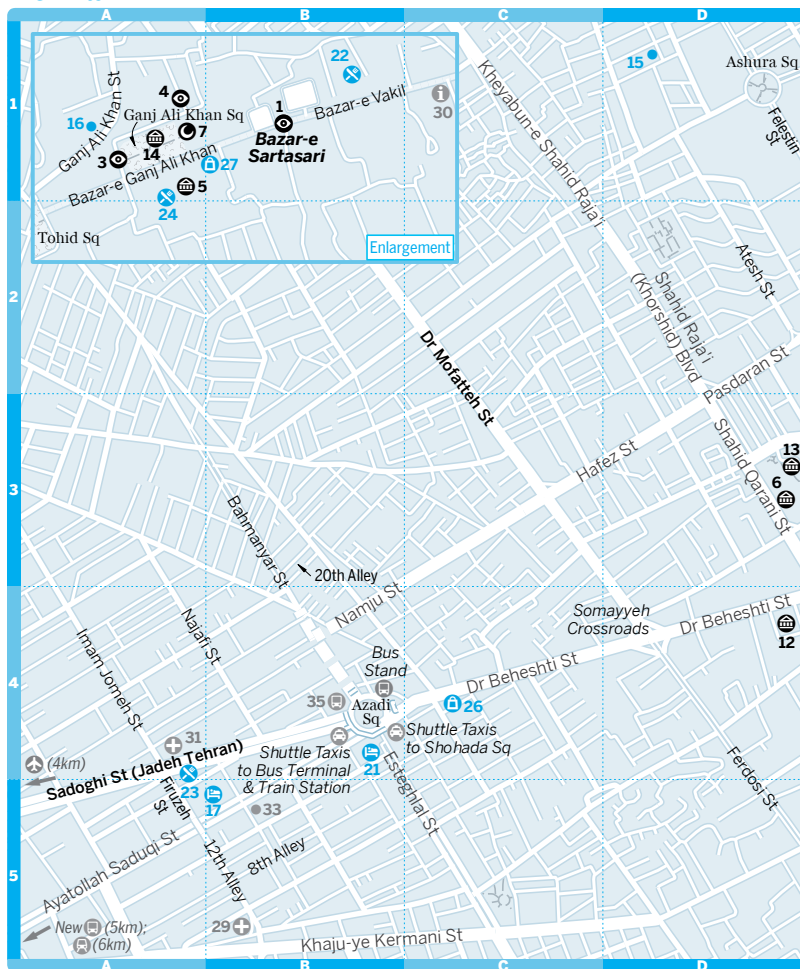 A B C D
1
2
3
4
5
22
4
1
Bazar-e Vakil
30
15
Ashura Sq
Felestin
St
Kheyabun-e Shahid Raja'i
Ganj Ali Khan St
16
Ganj Ali Khan Sq
7
14
3
Bazar-e
Sartasari
Bazar-e Ganj Ali Khan
27
5
24
Tohid Sq
Enlargement
Atesh St
Shahid Raja'i
(Khorshid) Blvd
Dr Mofatteh St
Pasdaran St
Hafez St
Shahid Qarani St
13
6
Bahmanyar St
20th Alley
Namju St
Somayyeh
Crossroads
Dr Beheshti St
12
Imam Jomeh St
Najafi St
Bus
Stand
Dr Beheshti St
35
Azadi
Sq
26
31
Shuttle Taxis
to Shohada Sq
(4km)
Sadoghi St (Jadeh Tehran)
Shuttle Taxis
to Bus Terminal
& Train Station
21
Esteghlal St
Ferdosi St
23
Firuzeh
St
17
33
12th Alley
8th Alley
Ayatollah Saduqi St
New (5km);
(6km)
29
Khaju-ye Kermani St
A B C D